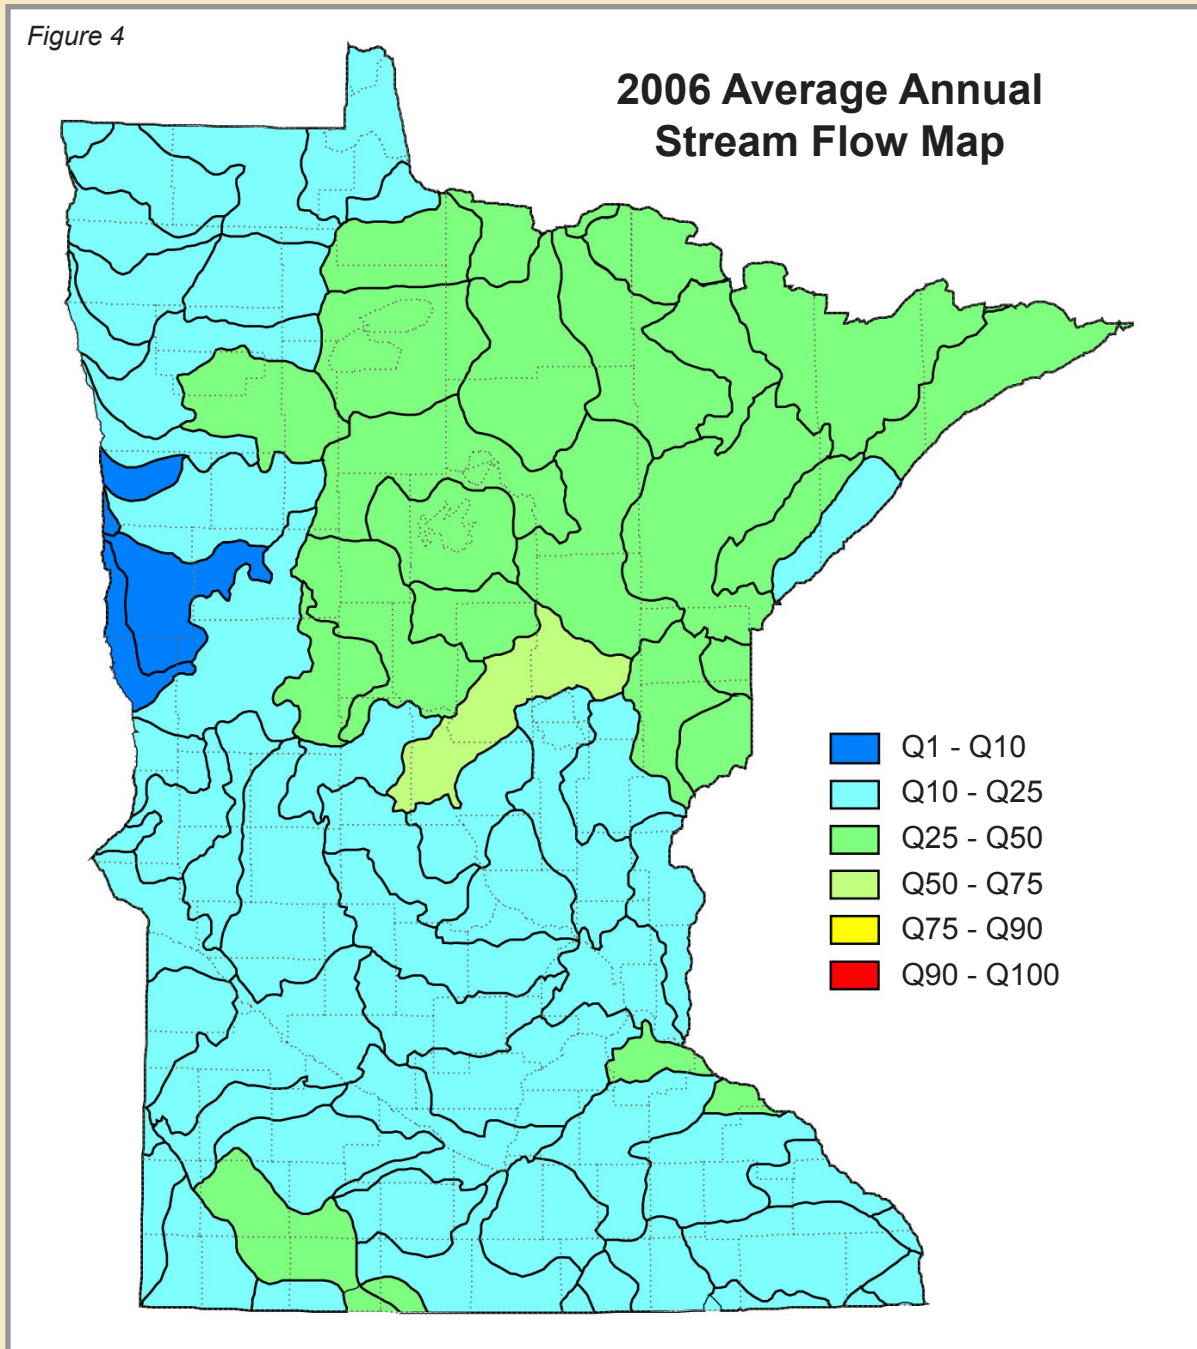 Figure 4
2006 Average Annual
Stream Flow Map
Q1 - Q10
Q10 - Q25
Q25 - Q50
Q50 - Q75
Q75 - Q90
Q90 - Q100